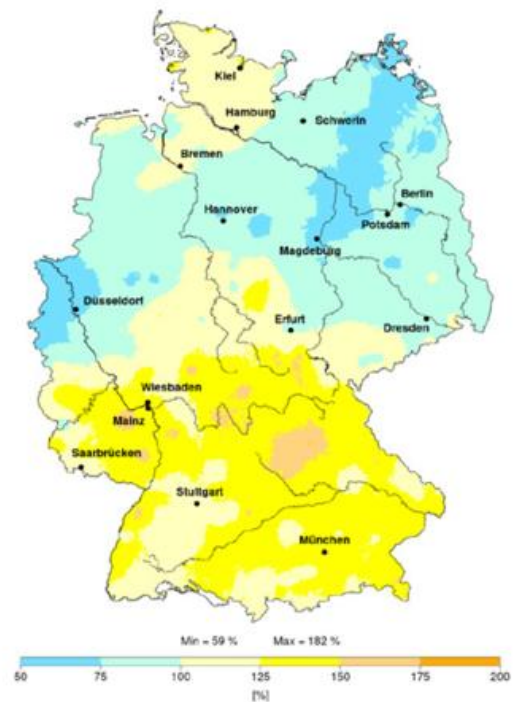 Kiel
Hamburg
Schwerin
Bremen
Berlin
Hannover
Potsdam
Magdeburg
Düsseldorf
Erfurt
Dresden
Wiesbaden
Mainz
Saarbrücken
Stuttgart
München
Min = 59 % Max = 182 %
50 75 100 125 150 175 200
[%]